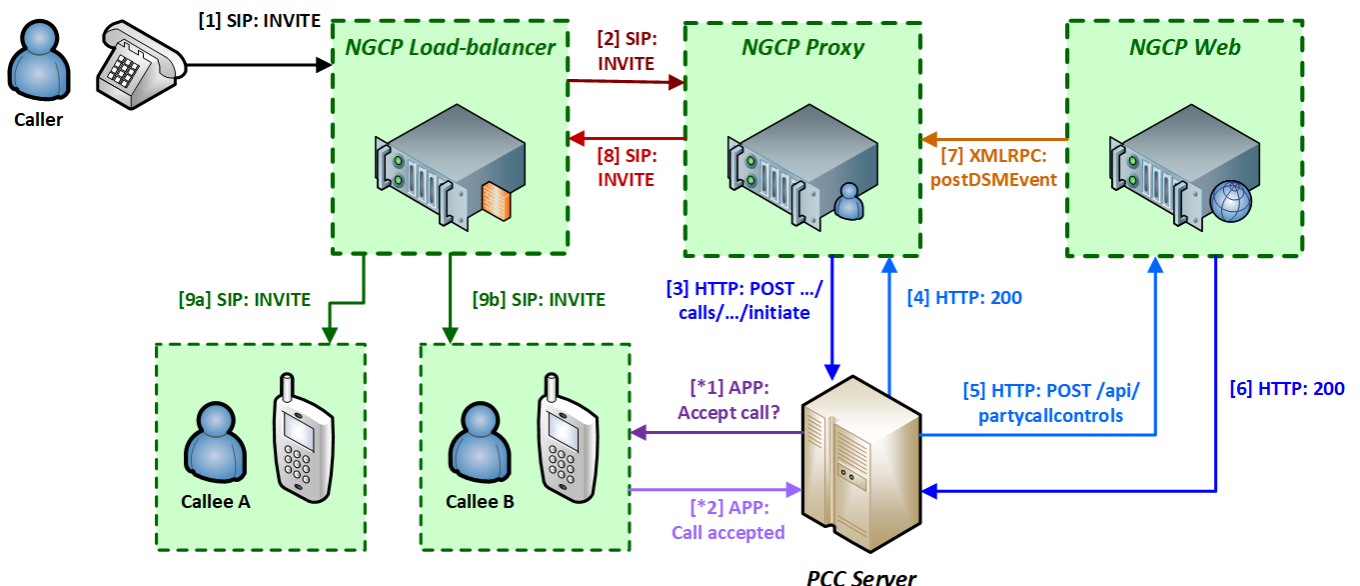 [1] SIP: INVITE
Caller
NGCP Load-balancer
[2] SIP:
INVITE
[8] SIP:
INVITE
NGCP Proxy
[7] XMLRPC:
postDSMEvent
NGCP Web
[9a] SIP: INVITE
[9b] SIP: INVITE
[3] HTTP: POST .../
calls/.../initiate
[4] HTTP: 200
[5] HTTP: POST /api/
partycallcontrols
[6] HTTP: 200
Callee A
Callee B
[*1] APP:
Accept call?
[*2] APP:
Call accepted
PCC Server